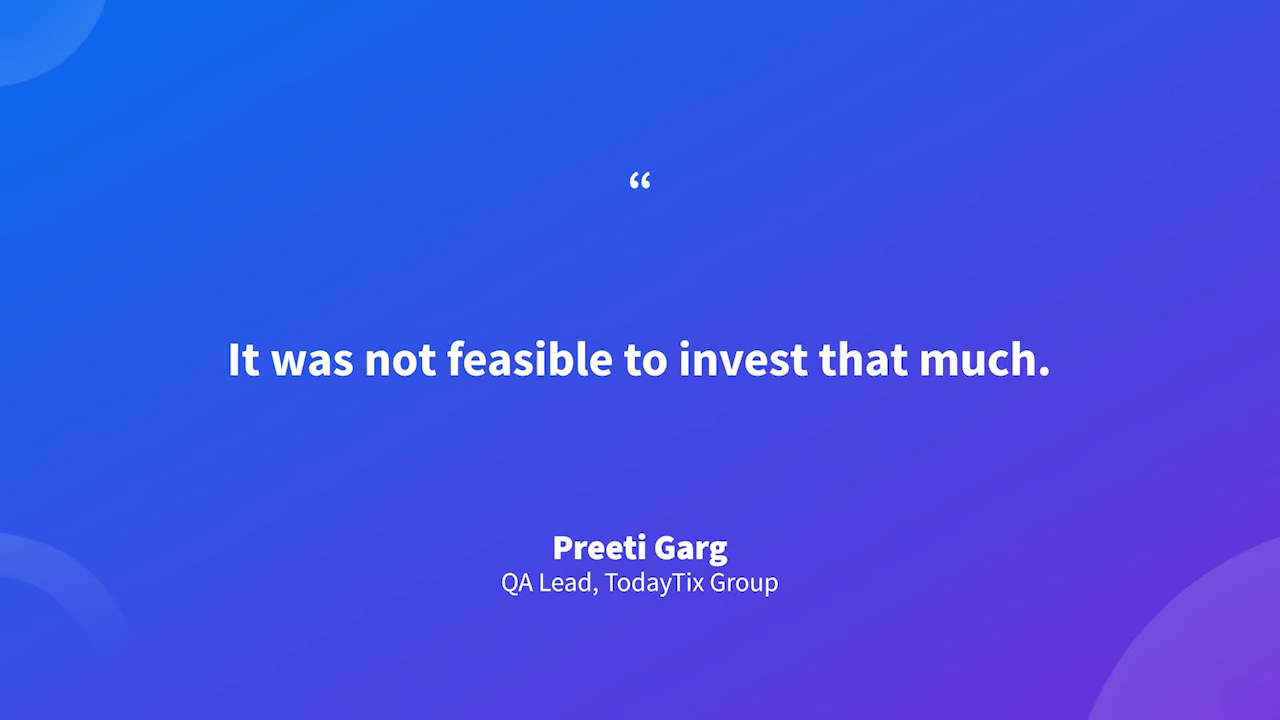 “
It was not feasible to invest that much.
Preeti Garg
QA Lead, TodayTix Group